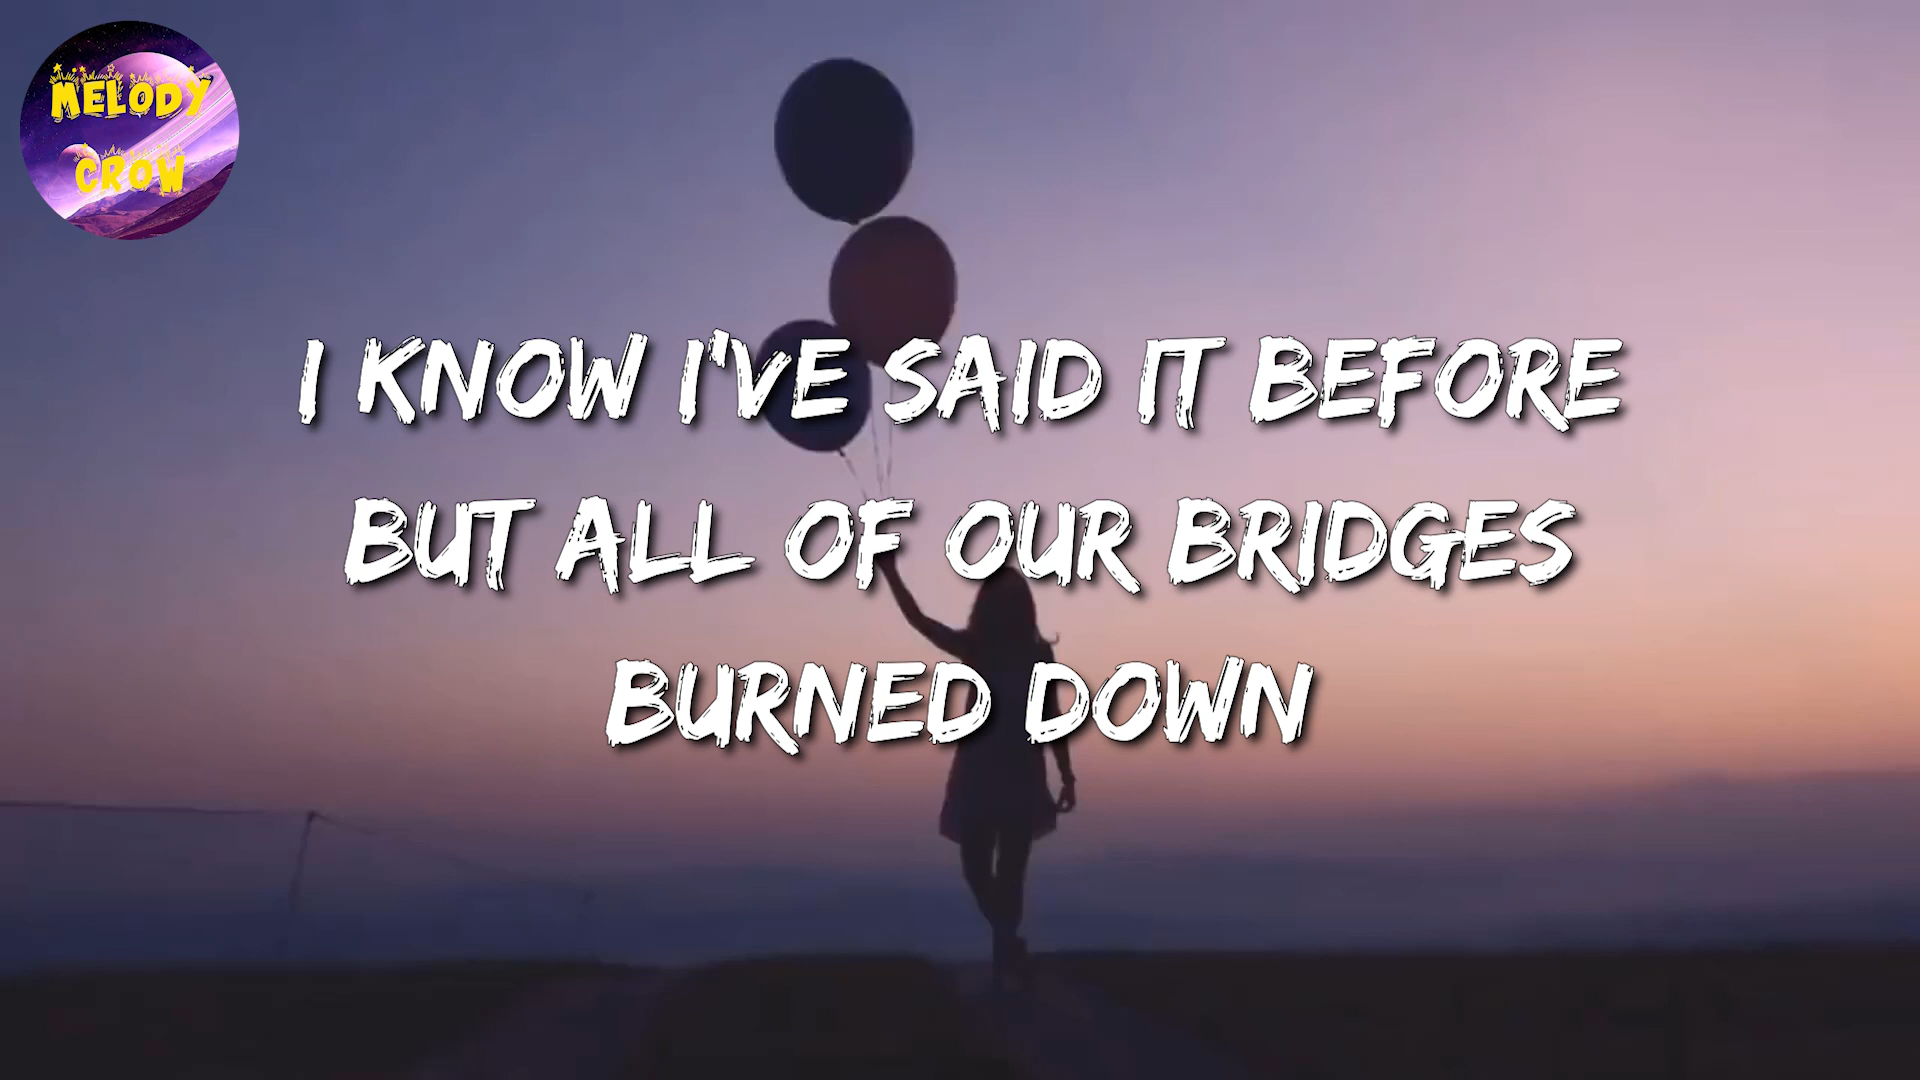 MELODY
CROW
I KNOW I'VE SAID IT BEFORE
BUT ALL OF OUR BRIDGES
BURNED DOWN